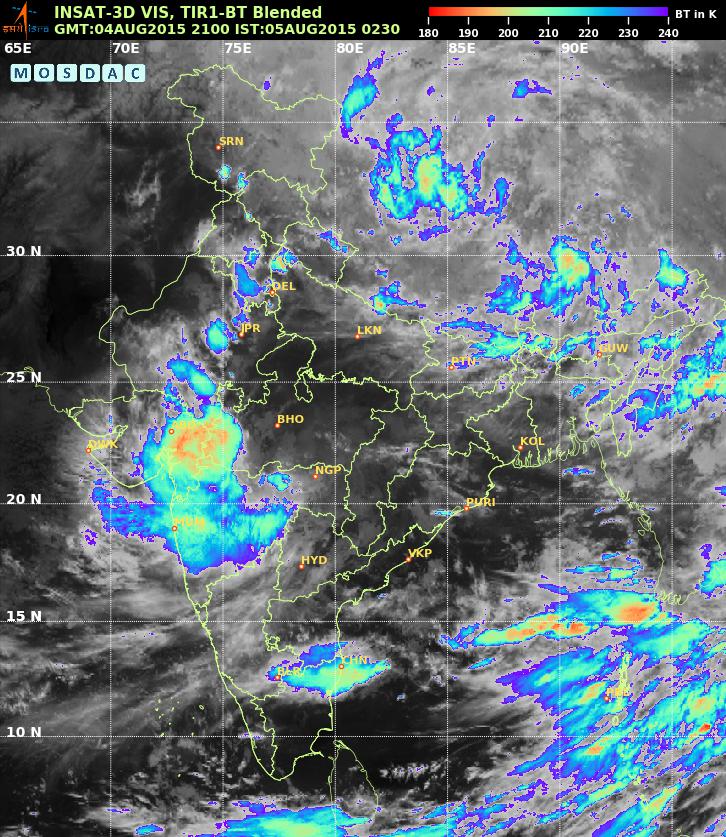 INSAT-3D VIS, TIR1-BT Blended
GMT:04AUG2015 2100 IST:05AUG2015 0230
BT in K
180 190 200 210 220 230 240
65E 70E 75E 80E 85E 90E
MOSDAC
SRN
30 N
DEL
JPR LKN
GUW
PTN
25 N
BHO
DWK KOL
NGP
20 N
PURI
MUM
VKP
HYD
15 N
CHN
10 N